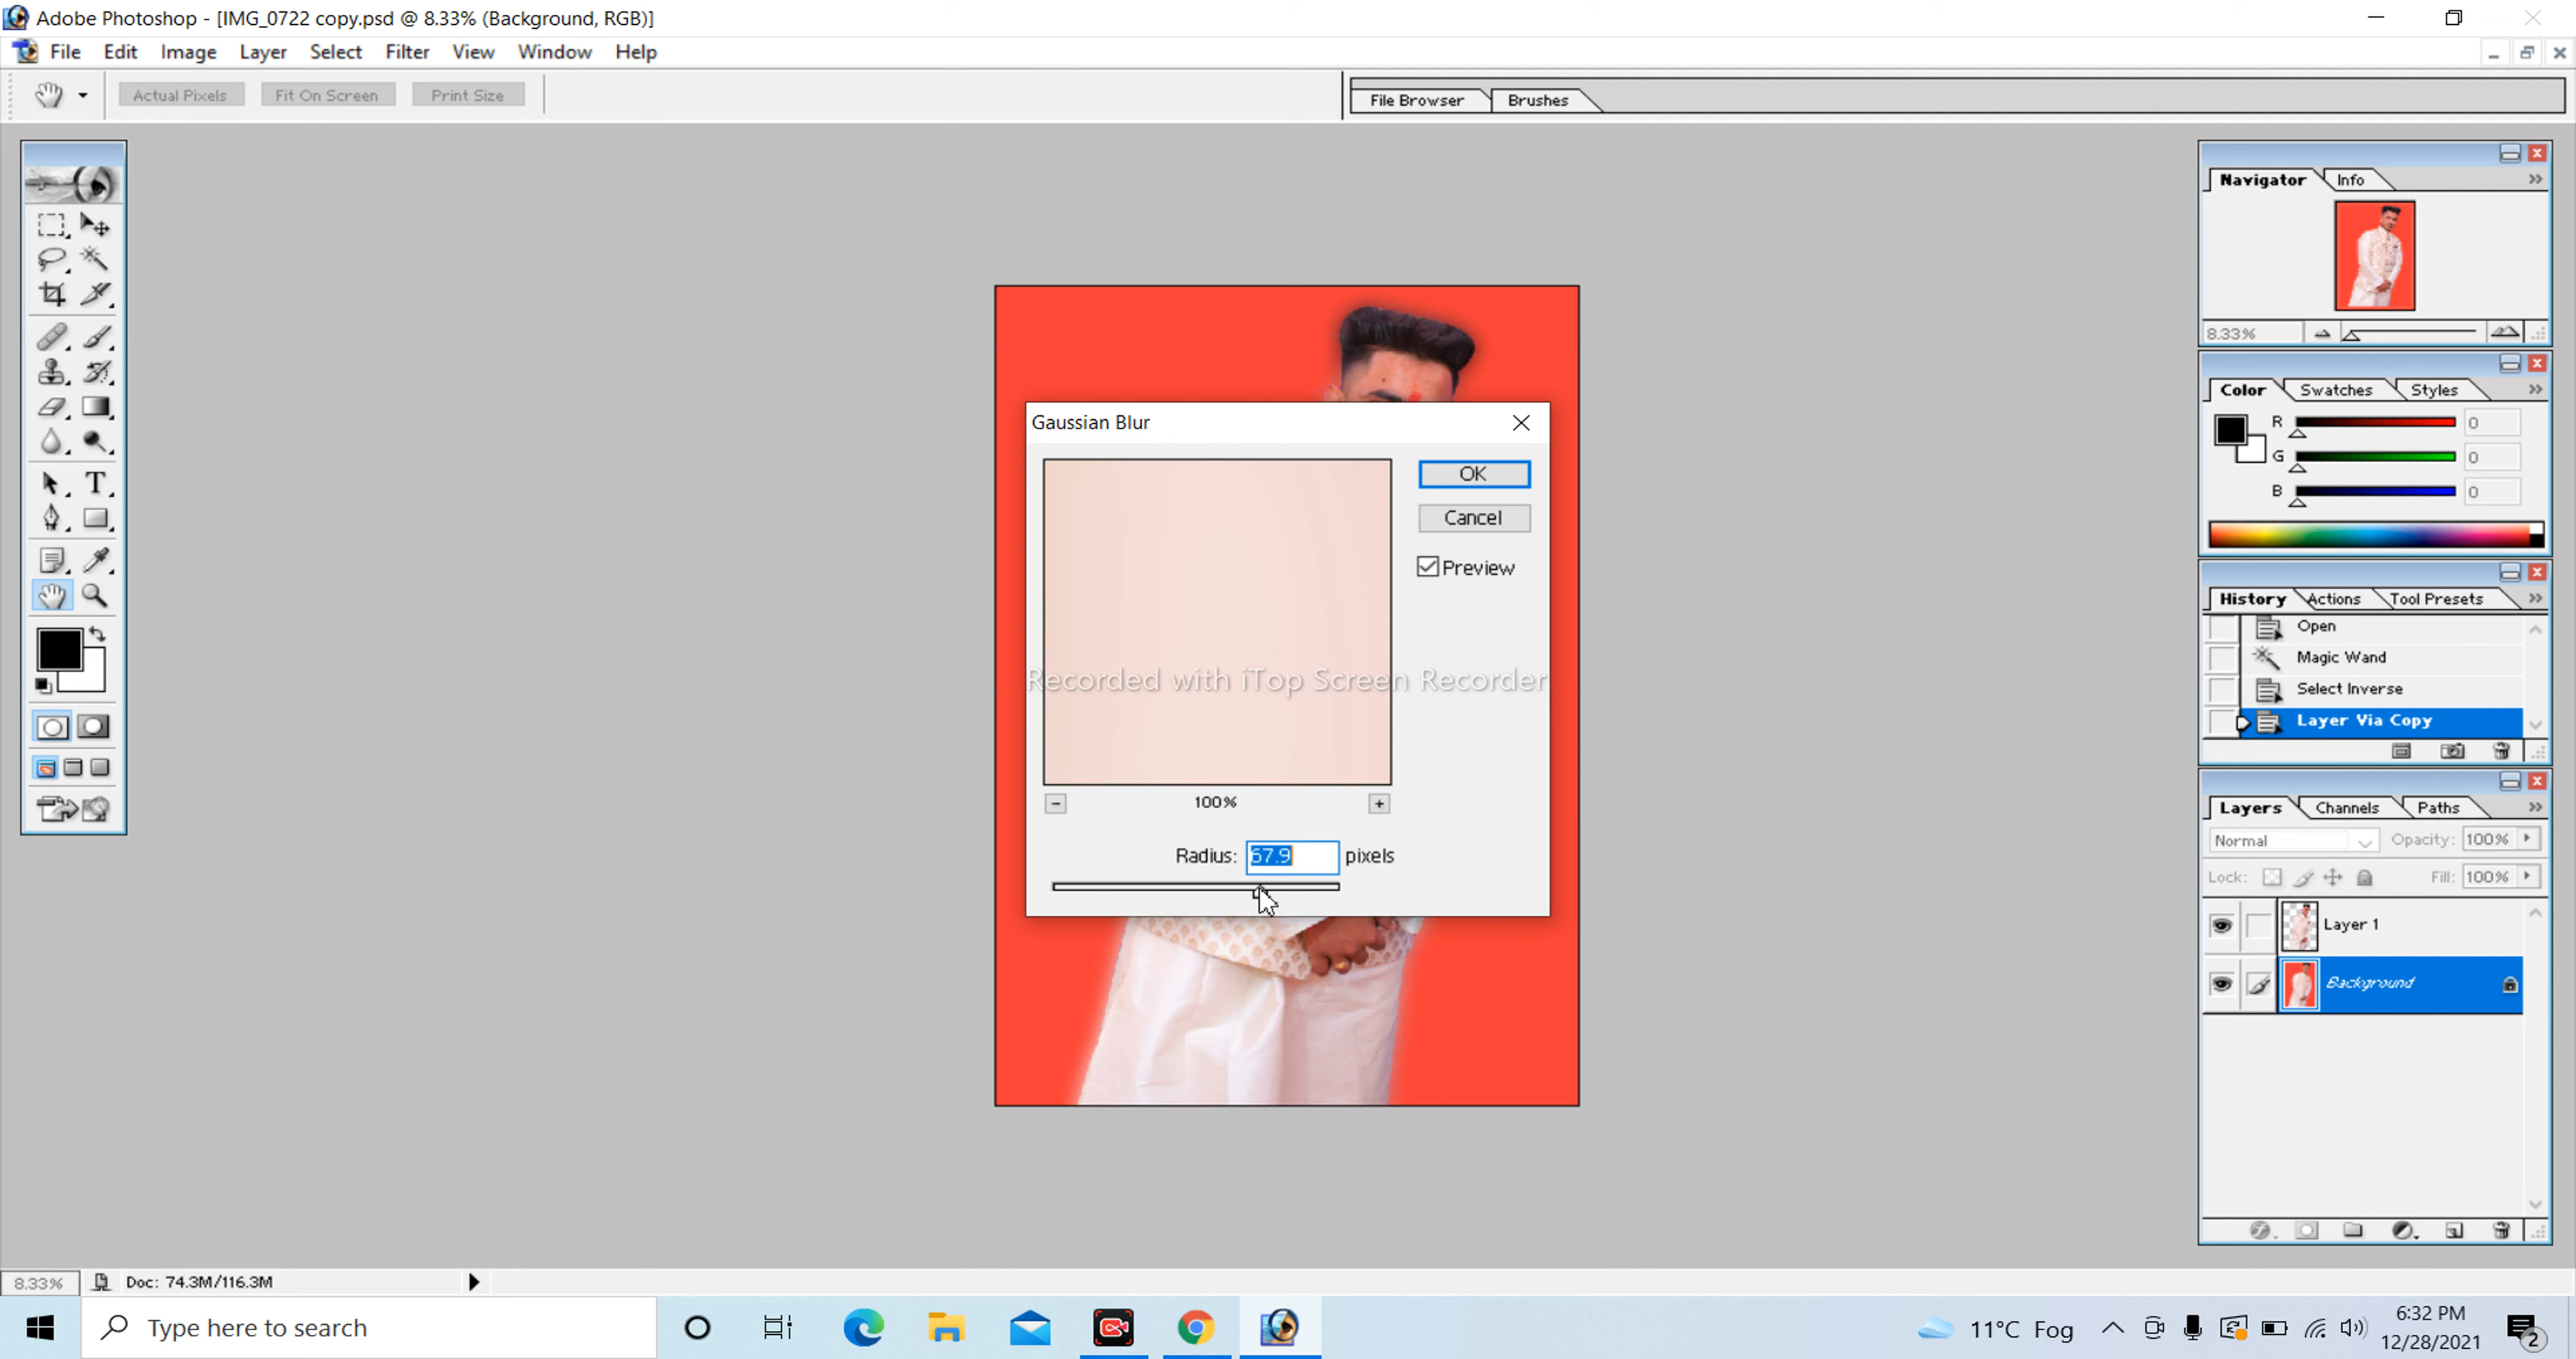 Adobe Photoshop - [IMG_0722 copy.psd @ 8.33% (Background, RGB)]
File Edit Image Layer Select Filter View Window Help
Actual Pixels Fit On Screen Print Size
File Browser Brushes
Navigator Info
8.33%
Color Swatches Styles
R 0
G 0
B 0
History Actions Tool Presets
Open
Magic Wand
Select Inverse
Layer Via Copy
Layers Channels Paths
Normal Opacity: 100%
Lock: Fill: 100%
Layer 1
Background
Gaussian Blur
OK
Cancel
Preview
Recorded with iTop Screen Recorder
100%
Radius: 67.9 pixels
T
8.33% Doc: 74.3M/116.3M
Type here to search
11°C Fog
6:32 PM
12/28/2021
2